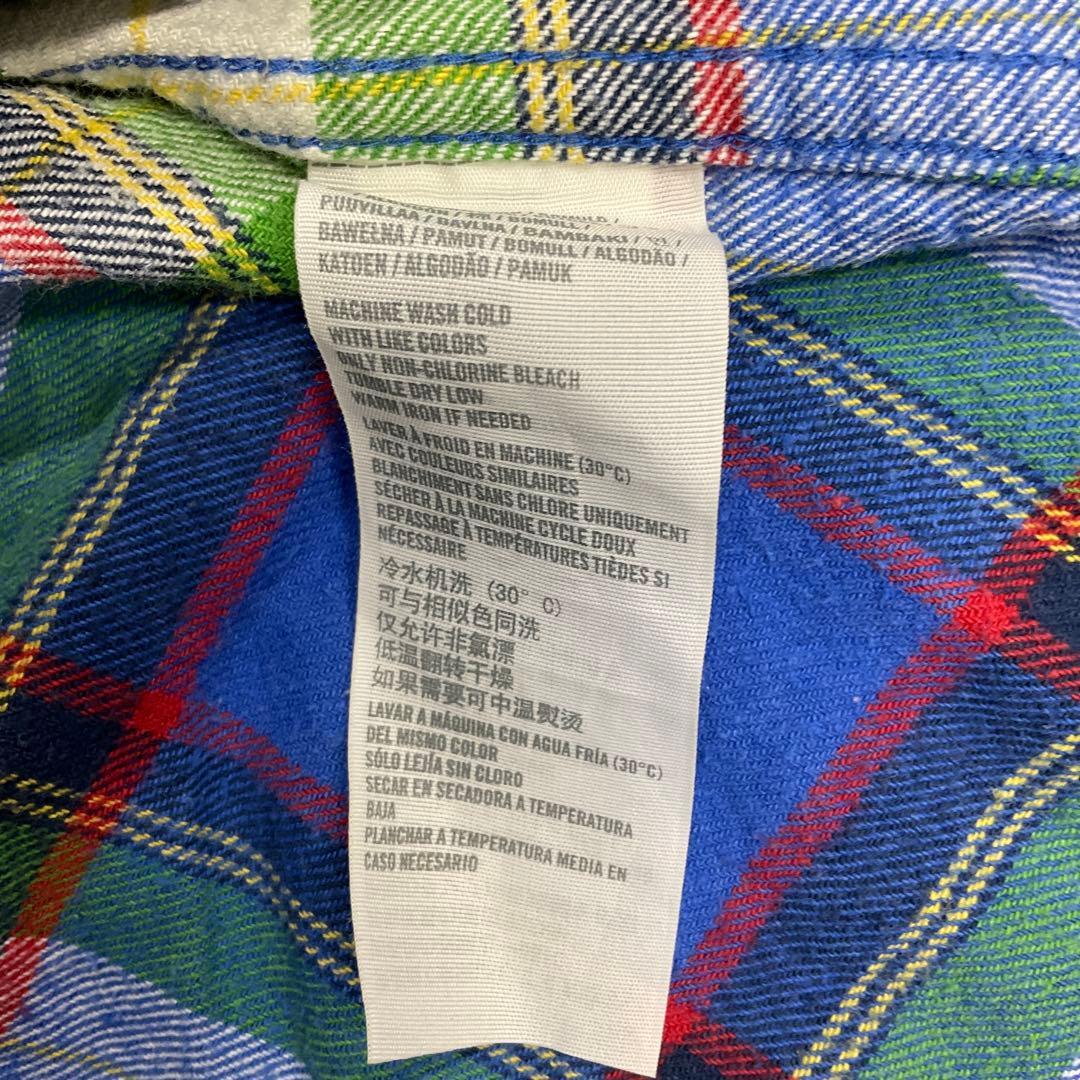 PUUVILLAA / BAVLNA / BAMBAKI /
BAWEŁNA / PAMUT / BOMULL / ALGODÃO /
KATOEN / ALGODÃO / PAMUK
MACHINE WASH COLD
WITH LIKE COLORS
ONLY NON-CHLORINE BLEACH
TUMBLE DRY LOW
WARM IRON IF NEEDED
LAVER À FROID EN MACHINE (30°C)
AVEC COULEURS SIMILAIRES
BLANCHIMENT SANS CHLORE UNIQUEMENT
SÉCHER À LA MACHINE CYCLE DOUX
REPASSAGE À TEMPÉRATURES TIÈDES SI
NÉCESSAIRE
冷水机洗 (30°C)
可与相似色同洗
仅允许非氯漂
低温翻转干燥
如果需要可中温熨烫
LAVAR A MÁQUINA CON AGUA FRÍA (30°C)
DEL MISMO COLOR
SÓLO LEJÍA SIN CLORO
SECAR EN SECADORA A TEMPERATURA
BAJA
PLANCHAR A TEMPERATURA MEDIA EN
CASO NECESARIO